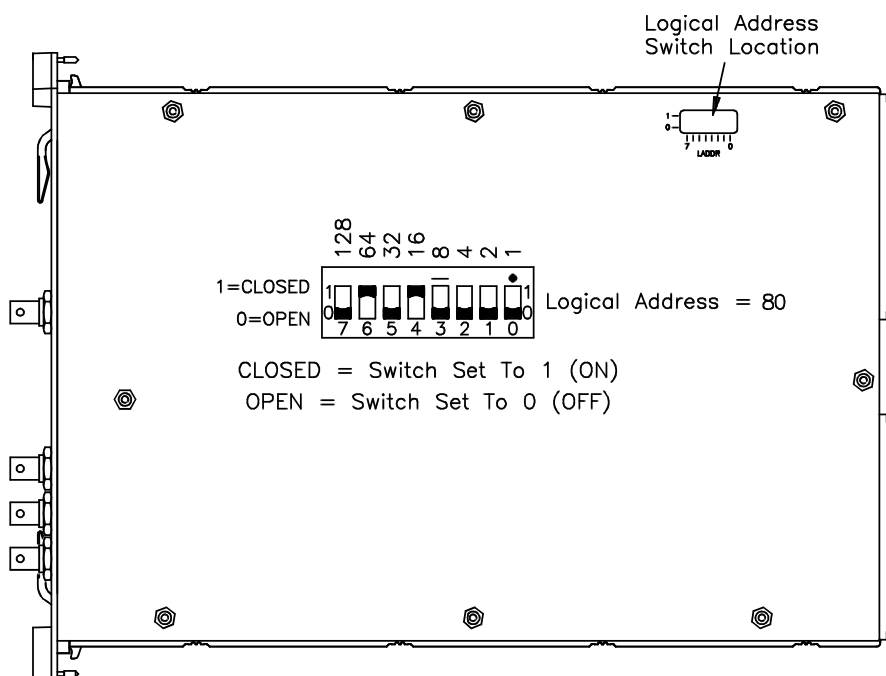 Logical Address
Switch Location
1
0
7 0
LADDR
128 64 32 16 8 4 2 1
1=CLOSED
0=OPEN
1 1
0 0
7 6 5 4 3 2 1 0
Logical Address = 80
CLOSED = Switch Set To 1 (ON)
OPEN = Switch Set To 0 (OFF)